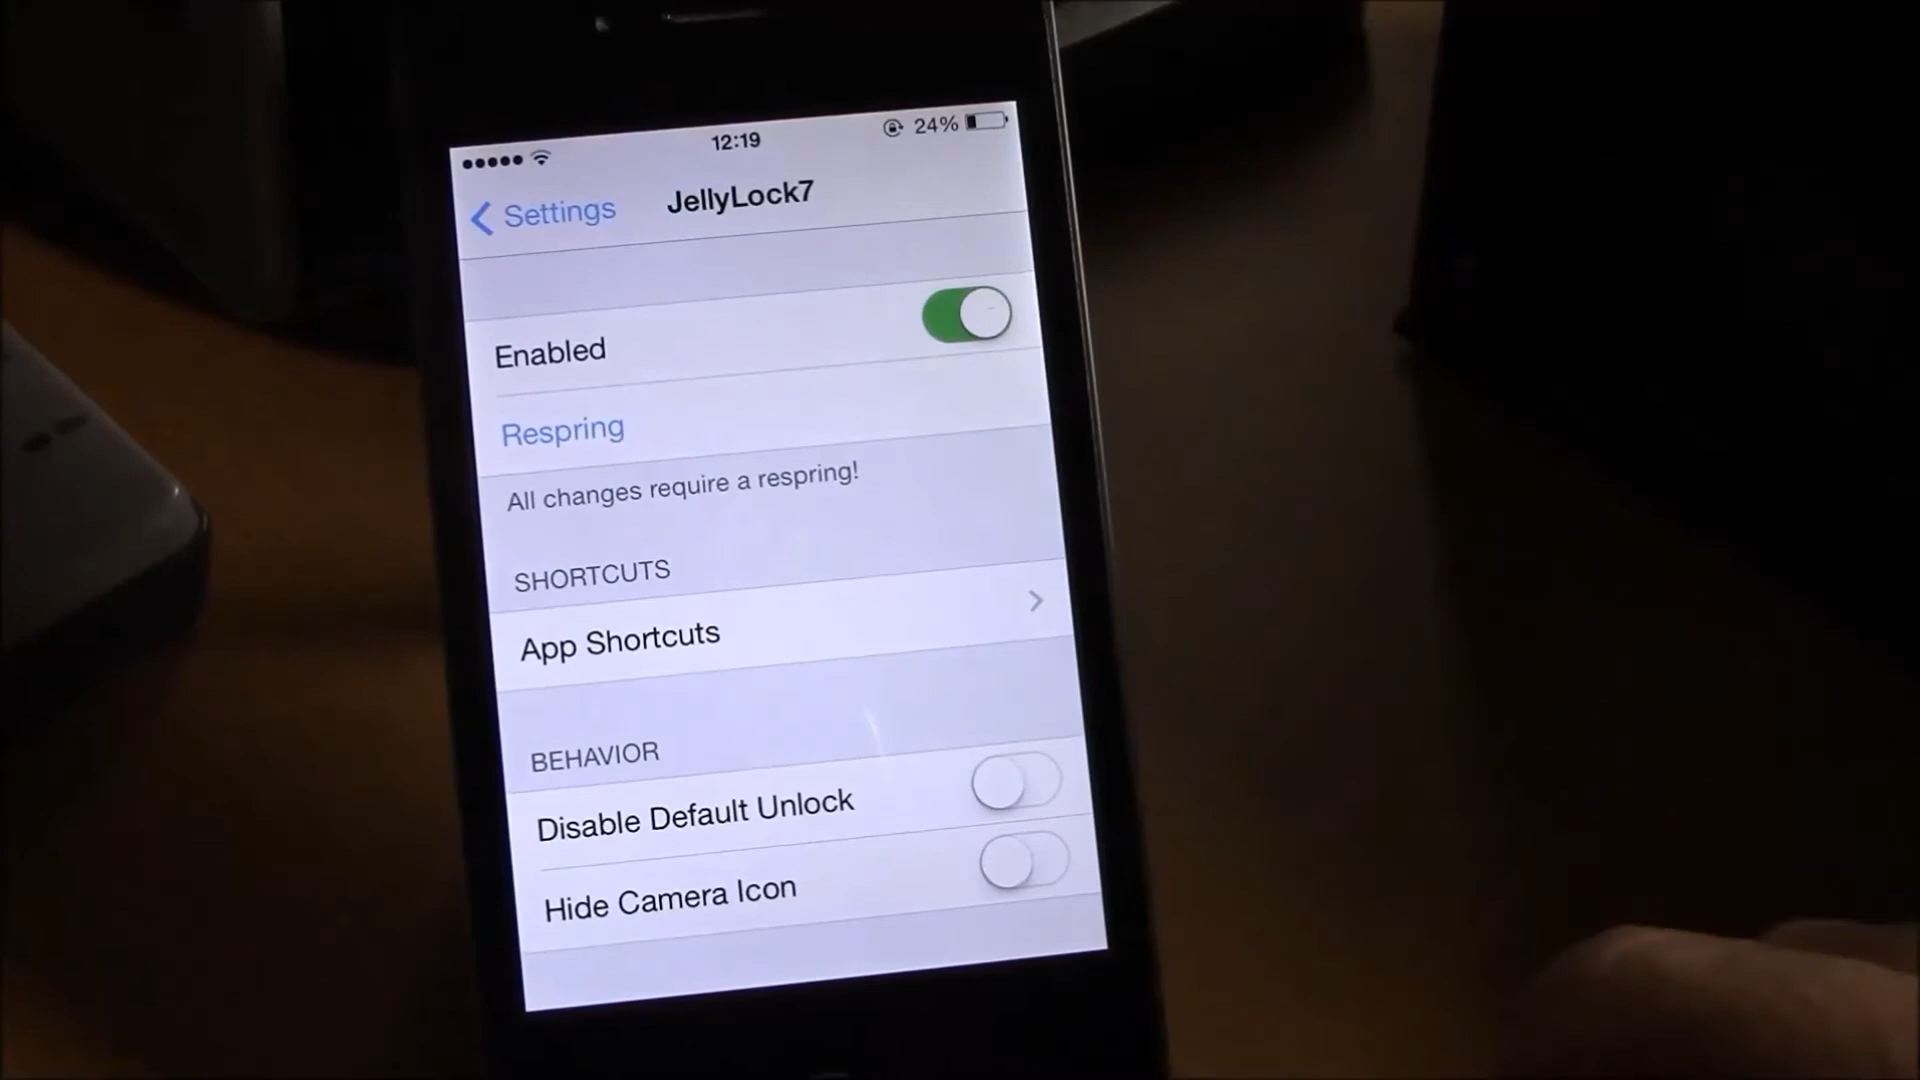 12:19
24%
Settings
JellyLock7
Enabled
Respring
All changes require a respring!
SHORTCUTS
App Shortcuts
BEHAVIOR
Disable Default Unlock
Hide Camera Icon